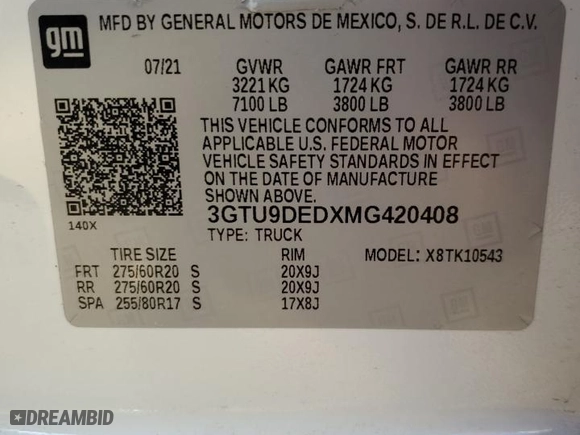 gm
MFD BY GENERAL MOTORS DE MEXICO, S. DE R.L. DE C.V.
07/21 GVWR GAWR FRT GAWR RR
3221 KG 1724 KG 1724 KG
7100 LB 3800 LB 3800 LB
THIS VEHICLE CONFORMS TO ALL
APPLICABLE U.S. FEDERAL MOTOR
VEHICLE SAFETY STANDARDS IN EFFECT
ON THE DATE OF MANUFACTURE
SHOWN ABOVE.
140X 3GTU9DEDXMG420408
TYPE: TRUCK MODEL: X8TK10543
TIRE SIZE RIM
FRT 275/60R20 S 20X9J
RR 275/60R20 S 20X9J
SPA 255/80R17 S 17X8J
DREAMBID